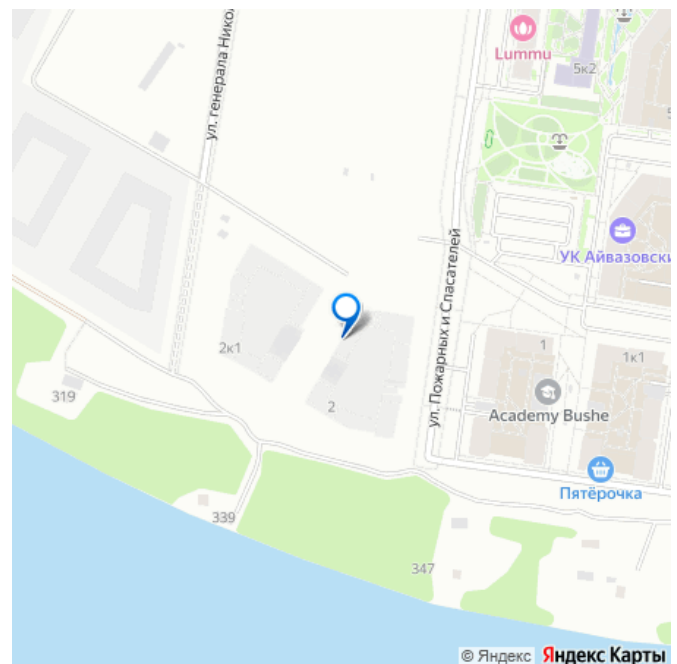 Lummu
5к2
ул. генерала Никол
ул. Пожарных и Спасателей
УК Айвазовски
2к1
1
1к1
Academy Bushe
319
2
Пятёрочка
339
347
© Яндекс Яндекс Карты